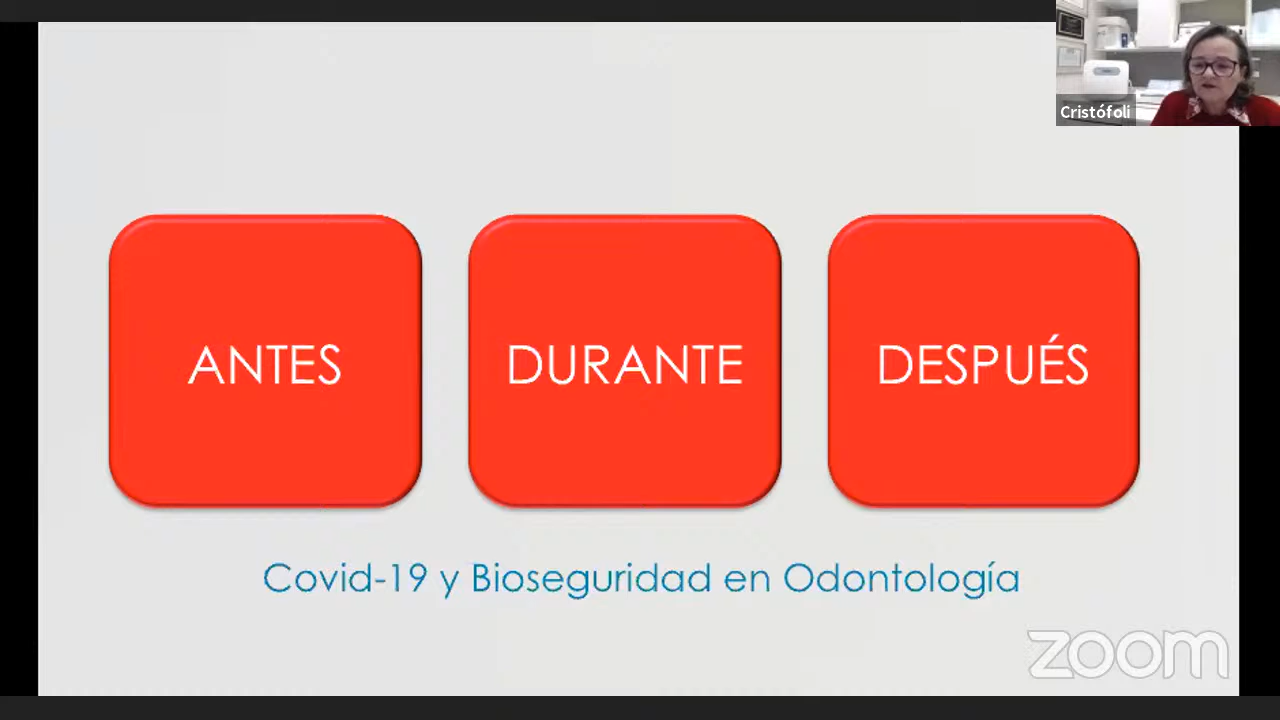 Cristófoli
ANTES
DURANTE
DESPUÉS
Covid-19 y Bioseguridad en Odontología
zoom